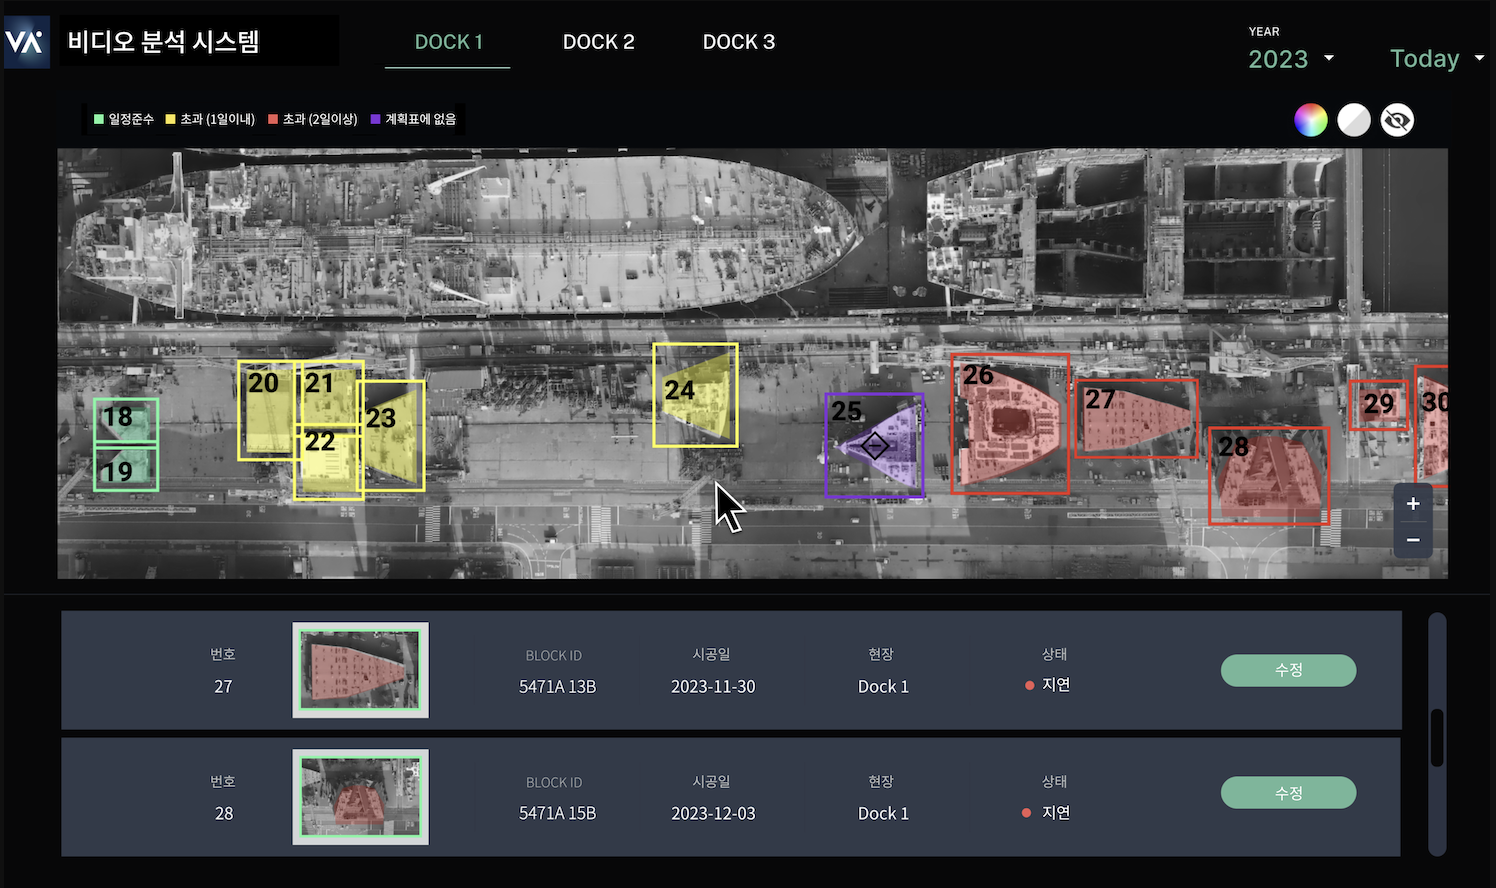 VA
비디오 분석 시스템
DOCK 1
DOCK 2
DOCK 3
YEAR
2023
Today
일정준수
초과 (1일이내)
초과 (2일이상)
계획표에 없음
18
19
20
21
22
23
24
25
26
27
28
29
30
+
−
번호
27
BLOCK ID
5471A 13B
시공일
2023-11-30
현장
Dock 1
상태
지연
수정
번호
28
BLOCK ID
5471A 15B
시공일
2023-12-03
현장
Dock 1
상태
지연
수정